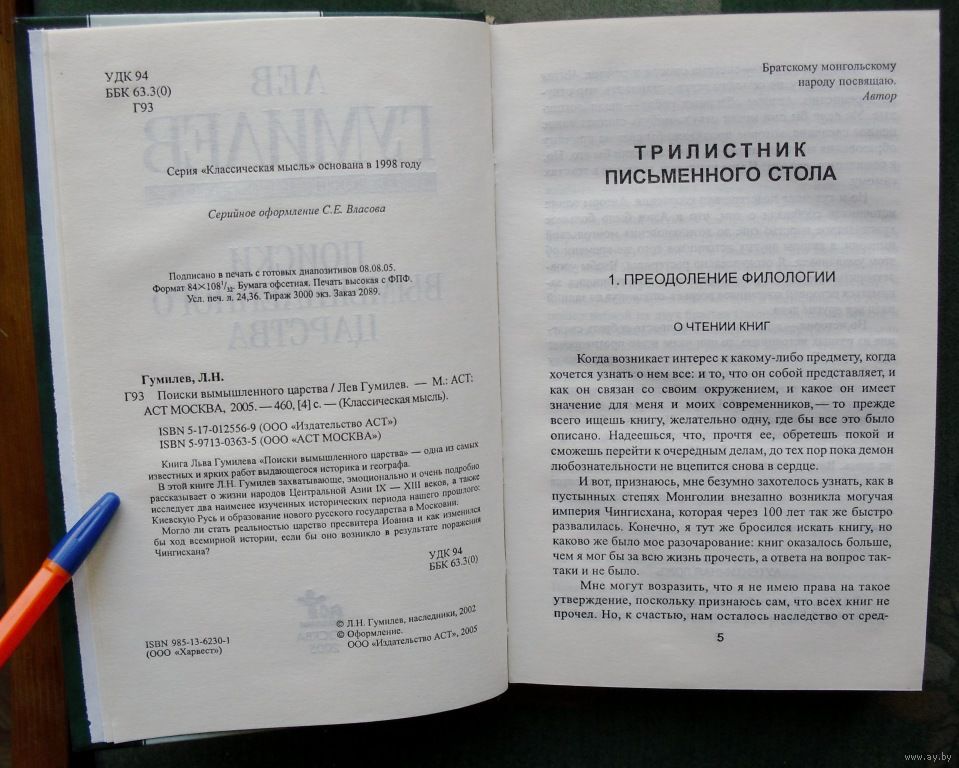 УДК 94
ББК 63.3(0)
Г93
Серия «Классическая мысль» основана в 1998 году
Серийное оформление С.Е. Власова
Подписано в печать с готовых диапозитивов 08.08.05.
Формат 84×108¹/₃₂. Бумага офсетная. Печать высокая с ФПФ.
Усл. печ. л. 24,36. Тираж 3000 экз. Заказ 2089.
Гумилев, Л.Н.
Г93 Поиски вымышленного царства / Лев Гумилев. — М.: АСТ:
АСТ МОСКВА, 2005. — 460, [4] с. — (Классическая мысль).
ISBN 5-17-012556-9 (ООО «Издательство АСТ»)
ISBN 5-9713-0363-5 (ООО «АСТ МОСКВА»)
Книга Льва Гумилева «Поиски вымышленного царства» — одна из самых
известных и ярких работ выдающегося историка и географа.
В этой книге Л.Н. Гумилев захватывающе, эмоционально и очень подробно
рассказывает о жизни народов Центральной Азии IX — XIII веков, а также
исследует два наименее изученных исторических периода нашего прошлого:
Киевскую Русь и образование нового русского государства в Московии.
Могло ли стать реальностью царство пресвитера Иоанна и как изменился
бы ход всемирной истории, если бы оно возникло в результате поражения
Чингисхана?
УДК 94
ББК 63.3(0)
© Л.Н. Гумилев, наследники, 2002
© Оформление.
ООО «Издательство АСТ», 2005
ISBN 985-13-6230-1
(ООО «Харвест»)
Братскому монгольскому
народу посвящаю.
Автор
ТРИЛИСТНИК
ПИСЬМЕННОГО СТОЛА
1. ПРЕОДОЛЕНИЕ ФИЛОЛОГИИ
О ЧТЕНИИ КНИГ
Когда возникает интерес к какому-либо предмету, когда
хочется узнать о нем все: и то, что он собой представляет, и
как он связан со своим окружением, и какое он имеет
значение для меня и моих современников,— то прежде
всего ищешь книгу, желательно одну, где бы все это было
описано. Надеешься, что, прочтя ее, обретешь покой и
сможешь перейти к очередным делам, до тех пор пока демон
любознательности не вцепится снова в сердце.
И вот, признаюсь, мне безумно захотелось узнать, как в
пустынных степях Монголии внезапно возникла могучая
империя Чингисхана, которая через 100 лет так же быстро
развалилась. Конечно, я тут же бросился искать книгу, но
каково же было мое разочарование: книг оказалось больше,
чем я мог бы за всю жизнь прочесть, а ответа на вопрос так-
таки и не было.
Мне могут возразить, что я не имею права на такое
утверждение, поскольку признаюсь сам, что всех книг не
прочел. Но, к счастью, нам осталось наследство от сред-
5
www.ay.by